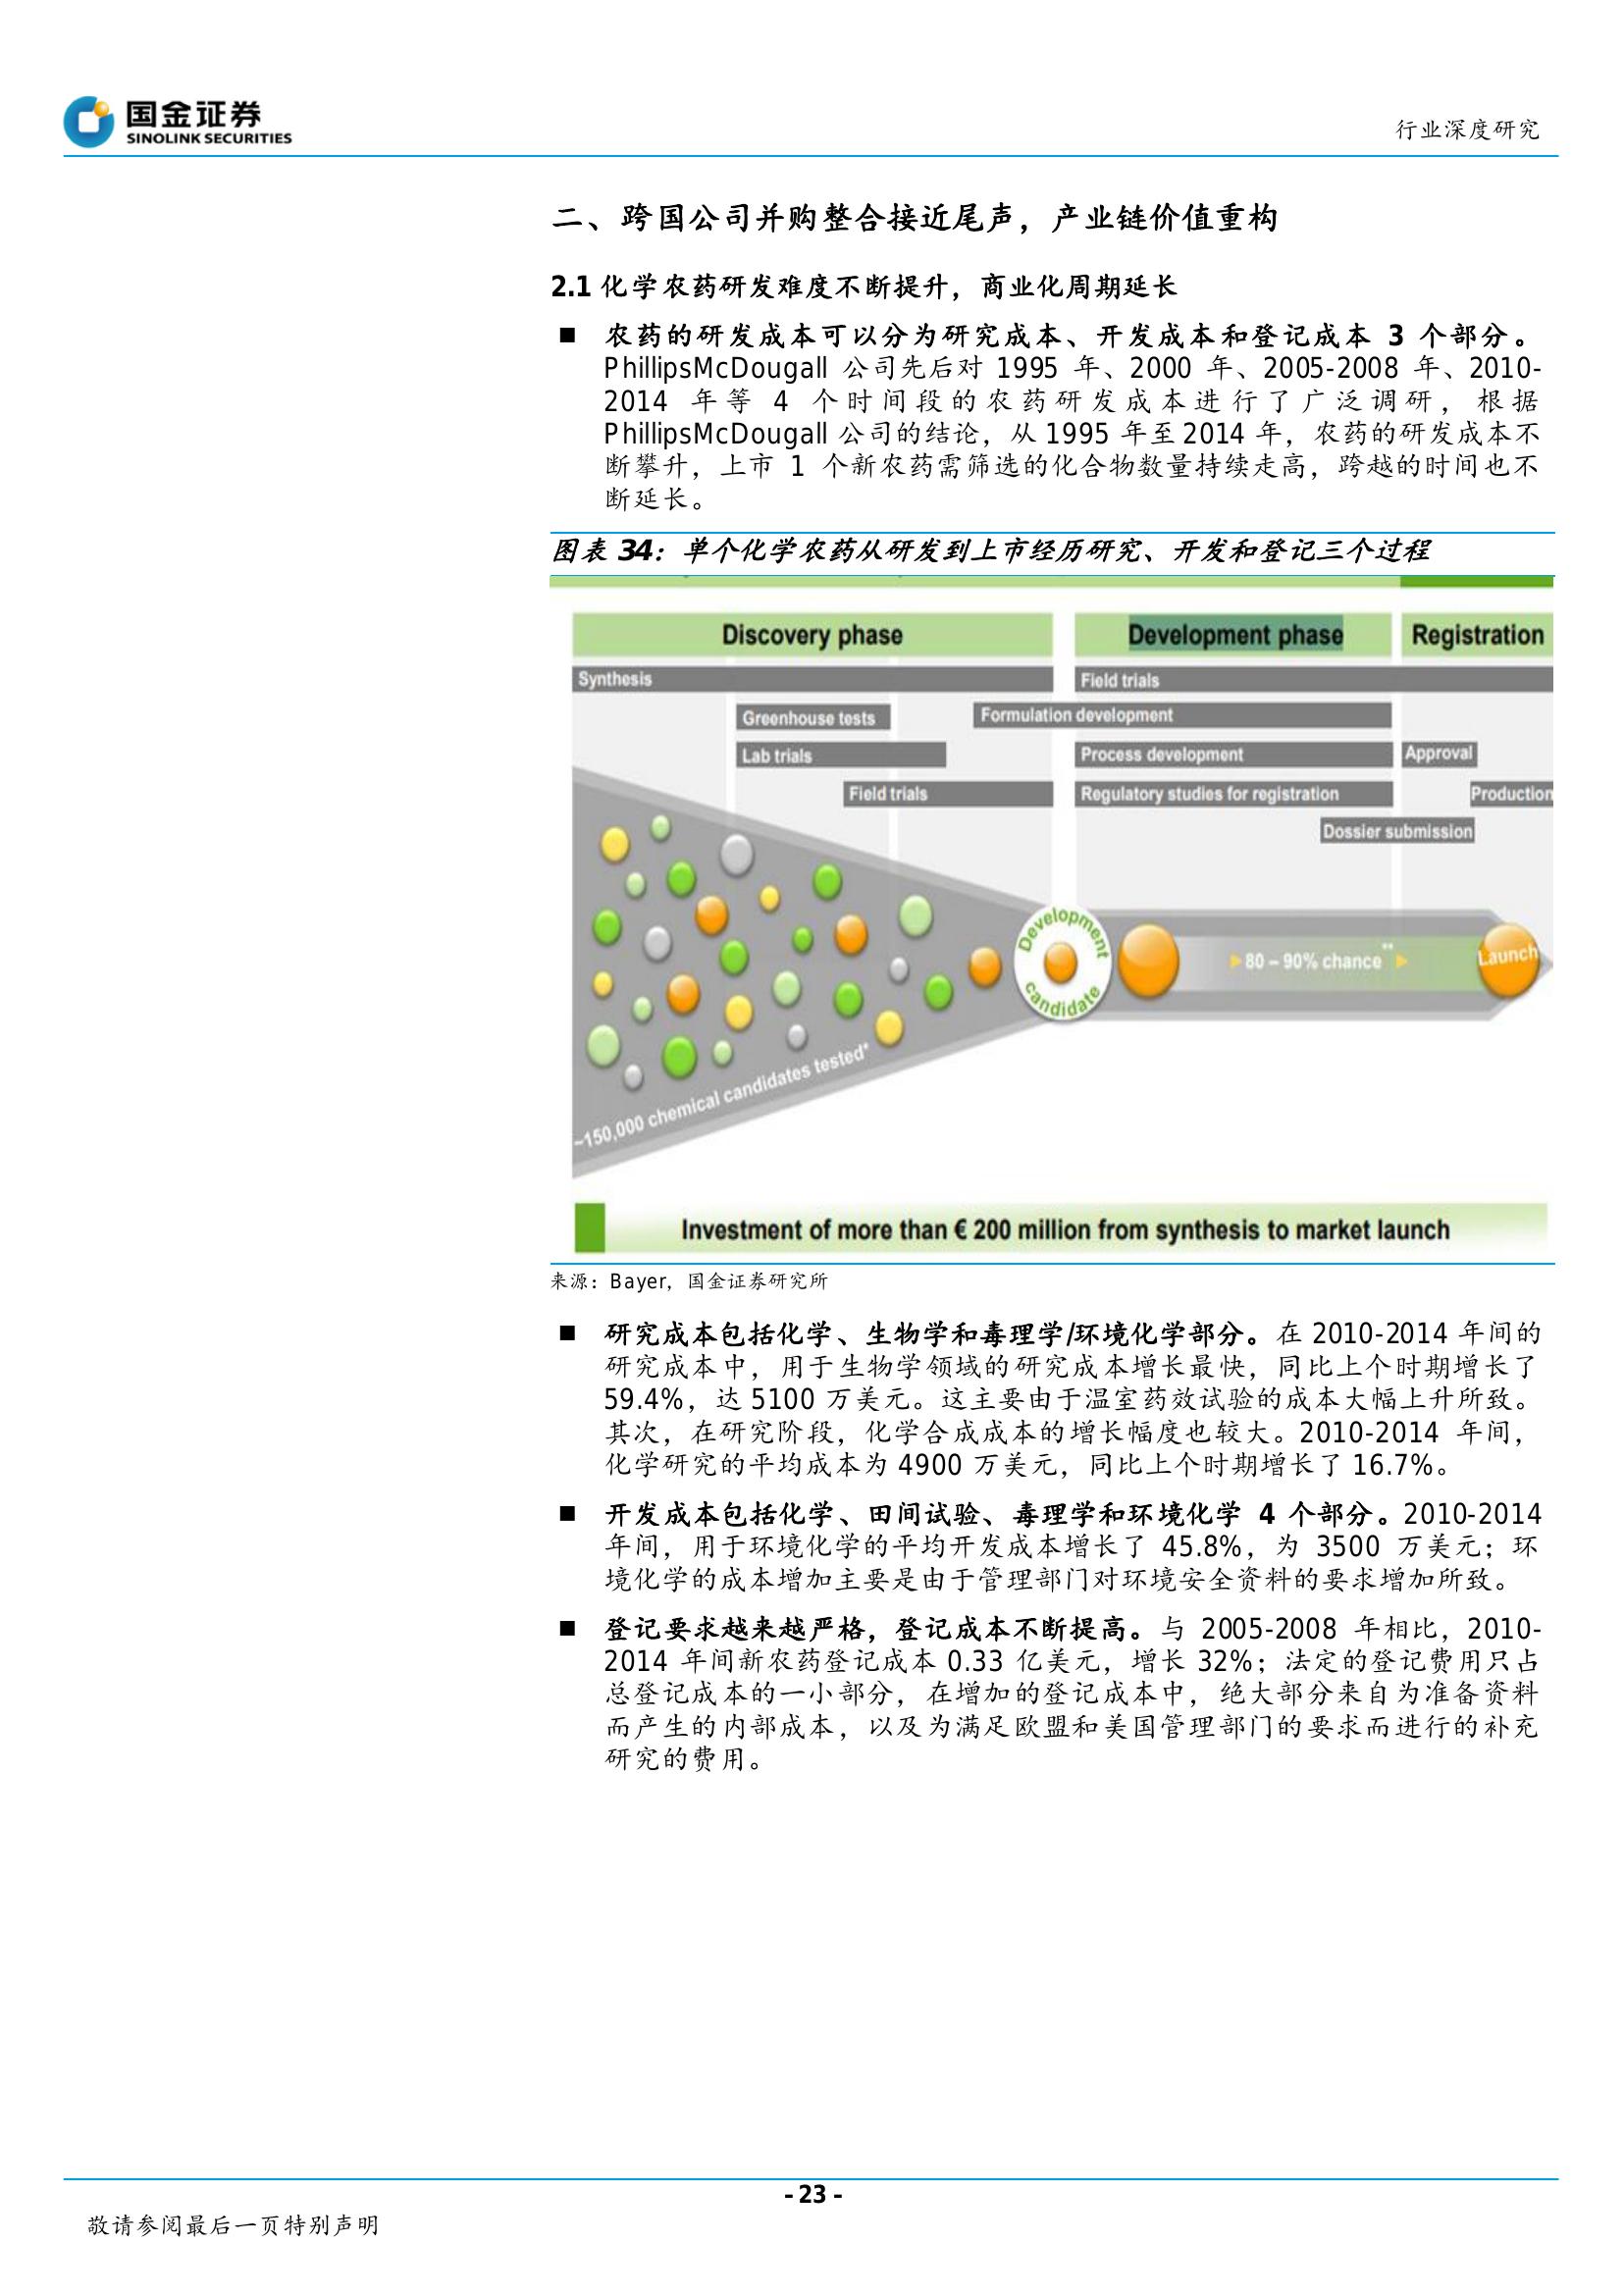 国金证券
SINOLINK SECURITIES
行业深度研究
二、跨国公司并购整合接近尾声，产业链价值重构
2.1 化学农药研发难度不断提升，商业化周期延长
■ 农药的研发成本可以分为研究成本、开发成本和登记成本 3 个部分。
PhillipsMcDougall 公司先后对 1995 年、2000 年、2005-2008 年、2010-
2014 年等 4 个时间段的农药研发成本进行了广泛调研，根据
PhillipsMcDougall 公司的结论，从 1995 年至 2014 年，农药的研发成本不
断攀升，上市 1 个新农药需筛选的化合物数量持续走高，跨越的时间也不
断延长。
图表 34：单个化学农药从研发到上市经历研究、开发和登记三个过程
Discovery phase
Development phase
Registration
Synthesis
Field trials
Greenhouse tests
Formulation development
Lab trials
Process development
Approval
Field trials
Regulatory studies for registration
Production
Dossier submission
Development candidate
80 – 90% chance**
Launch
~150,000 chemical candidates tested*
Investment of more than € 200 million from synthesis to market launch
来源：Bayer，国金证券研究所
■ 研究成本包括化学、生物学和毒理学/环境化学部分。在 2010-2014 年间的
研究成本中，用于生物学领域的研究成本增长最快，同比上个时期增长了
59.4%，达 5100 万美元。这主要由于温室药效试验的成本大幅上升所致。
其次，在研究阶段，化学合成成本的增长幅度也较大。2010-2014 年间，
化学研究的平均成本为 4900 万美元，同比上个时期增长了 16.7%。
■ 开发成本包括化学、田间试验、毒理学和环境化学 4 个部分。2010-2014
年间，用于环境化学的平均开发成本增长了 45.8%，为 3500 万美元；环
境化学的成本增加主要是由于管理部门对环境安全资料的要求增加所致。
■ 登记要求越来越严格，登记成本不断提高。与 2005-2008 年相比，2010-
2014 年间新农药登记成本 0.33 亿美元，增长 32%；法定的登记费用只占
总登记成本的一小部分，在增加的登记成本中，绝大部分来自为准备资料
而产生的内部成本，以及为满足欧盟和美国管理部门的要求而进行的补充
研究的费用。
- 23 -
敬请参阅最后一页特别声明